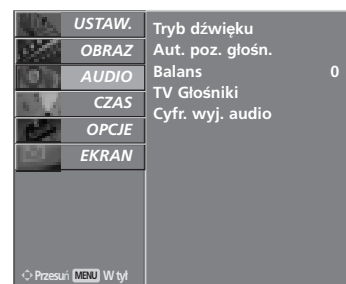 USTAW.
OBRAZ
AUDIO
CZAS
OPCJE
EKRAN
Tryb dźwięku
Aut. poz. głośn.
Balans 0
TV Głośniki
Cyfr. wyj. audio
Przesuń MENU W tył